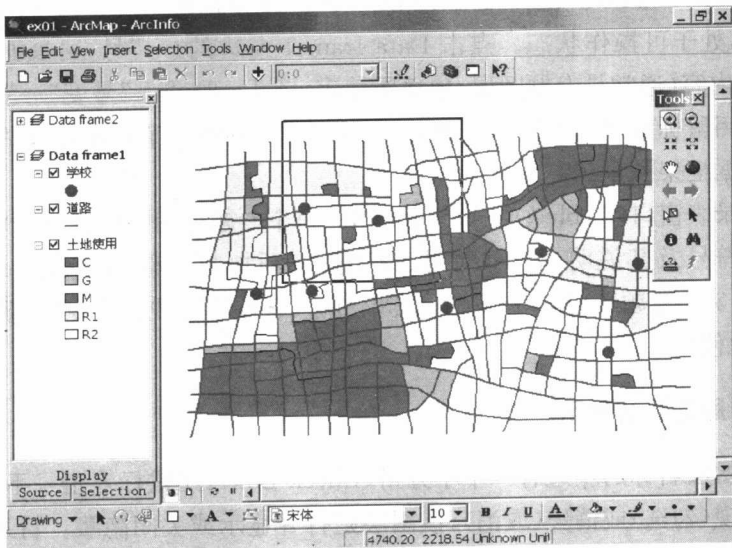 ex01 - ArcMap - ArcInfo
File Edit View Insert Selection Tools Window Help
0:0
Data frame2
Data frame1
学校
道路
土地使用
C
G
M
R1
R2
Display
Source Selection
Tools
Drawing A 宋体 10 B I U A
4740.20 2218.54 Unknown Unit